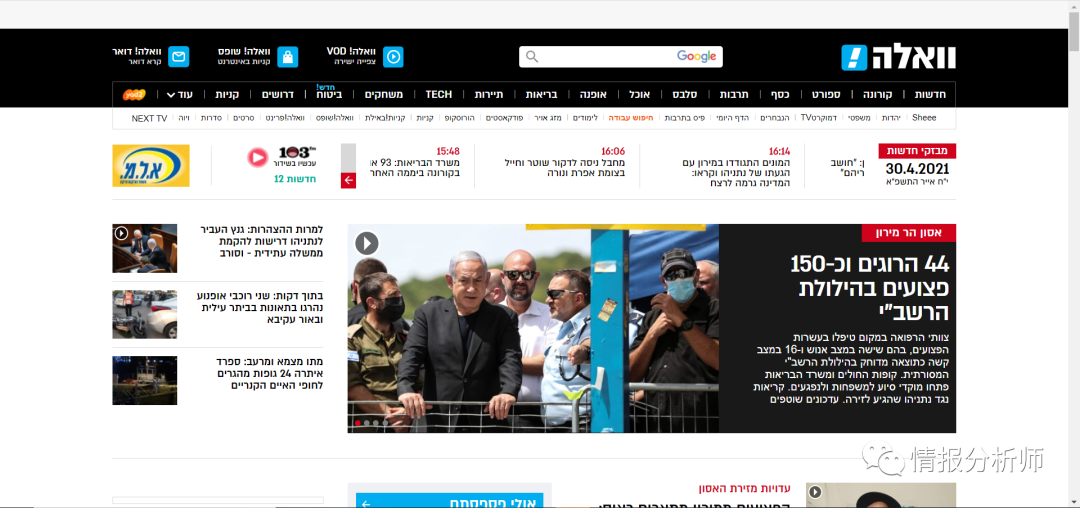 וואלה!
Google
וואלה! VOD
צפייה ישירה
וואלה! שופס
קניות באינטרנט
וואלה! דואר
קרא דואר
חדשות
קורונה
ספורט
כסף
תרבות
סלבס
אוכל
אופנה
בריאות
תיירות
TECH
משחקים
חדש!
ביטוח
דרושים
קניות
עוד
Sheee
יהדות
משפטי
דמוקרTV
הנבחרים
הדף היומי
פיס בתרבות
חיפוש עבודה
לימודים
מזג אויר
פודקאסטים
הורוסקופ
קניות
קניות/באילת
וואלה!שופס
וואלה!פרינט
סרטים
סדרות
ויוה
NEXT TV
מבזקי חדשות
30.4.2021
י"ח אייר התשפ"א
ן: "חושב
ריהם"
16:14
המונים התגודדו במירון עם
הגעתו של נתניהו וקראו:
המדינה גרמה לרצח
16:06
מחבל ניסה לדקור שוטר וחייל
בצומת אפרת ונורה
15:48
משרד הבריאות: 93
בקורונה ביממה האחר
103fm
עכשיו בשידור
חדשות 12
א.ל.מ.
אסון הר מירון
44 הרוגים וכ-150
פצועים בהילולת
הרשב"י
צוותי הרפואה במקום טיפלו בעשרות
הפצועים, בהם שישה במצב אנוש ו-16 במצב
קשה כתוצאה מדוחק בהילולת הרשב"י
המסורתית. קופות החולים ומשרד הבריאות
פתחו מוקדי סיוע למשפחות ולנפגעים. קריאות
נגד נתניהו שהגיע לזירה. עדכונים שוטפים
למרות ההצהרות: גנץ העביר
לנתניהו דרישות להקמת
ממשלה עתידית - וסורב
בתוך דקות: שני רוכבי אופנוע
נהרגו בתאונות בביתר עילית
ובאור עקיבא
מתו מצמא ומרעב: ספרד
איתרה 24 גופות מהגרים
לחופי האיים הקנריים
情报分析师
עדויות מזירת האסון
אולי פספסתם